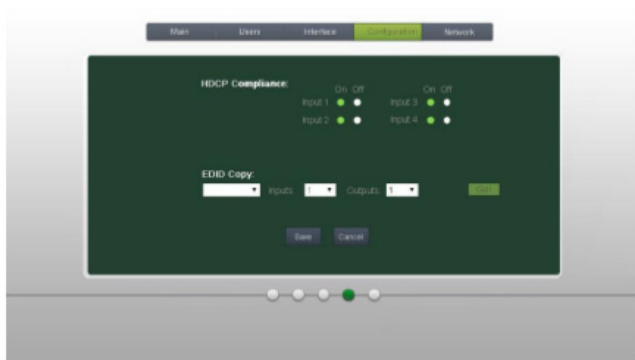 Main Users Interface Configuration Network
HDCP Compliance:
On Off On Off
Input 1 Input 3
Input 2 Input 4
EDID Copy:
Inputs 1 Outputs 1
Save Cancel